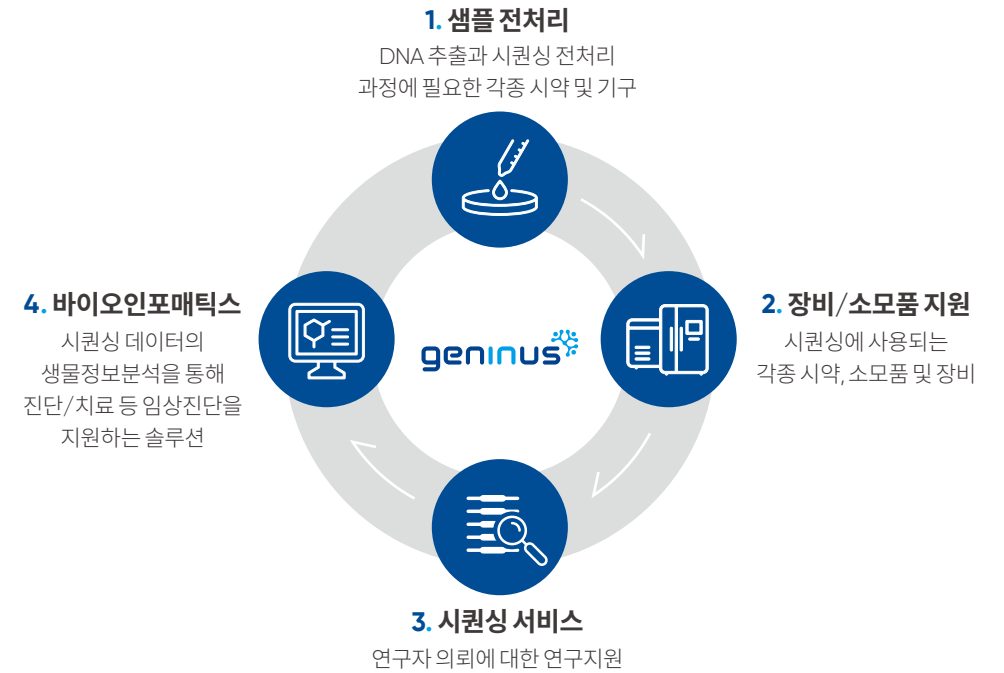 1. 샘플 전처리
DNA 추출과 시퀀싱 전처리
과정에 필요한 각종 시약 및 기구
4. 바이오인포매틱스
시퀀싱 데이터의
생물정보분석을 통해
진단/치료 등 임상진단을
지원하는 솔루션
geninus
2. 장비/소모품 지원
시퀀싱에 사용되는
각종 시약, 소모품 및 장비
3. 시퀀싱 서비스
연구자 의뢰에 대한 연구지원